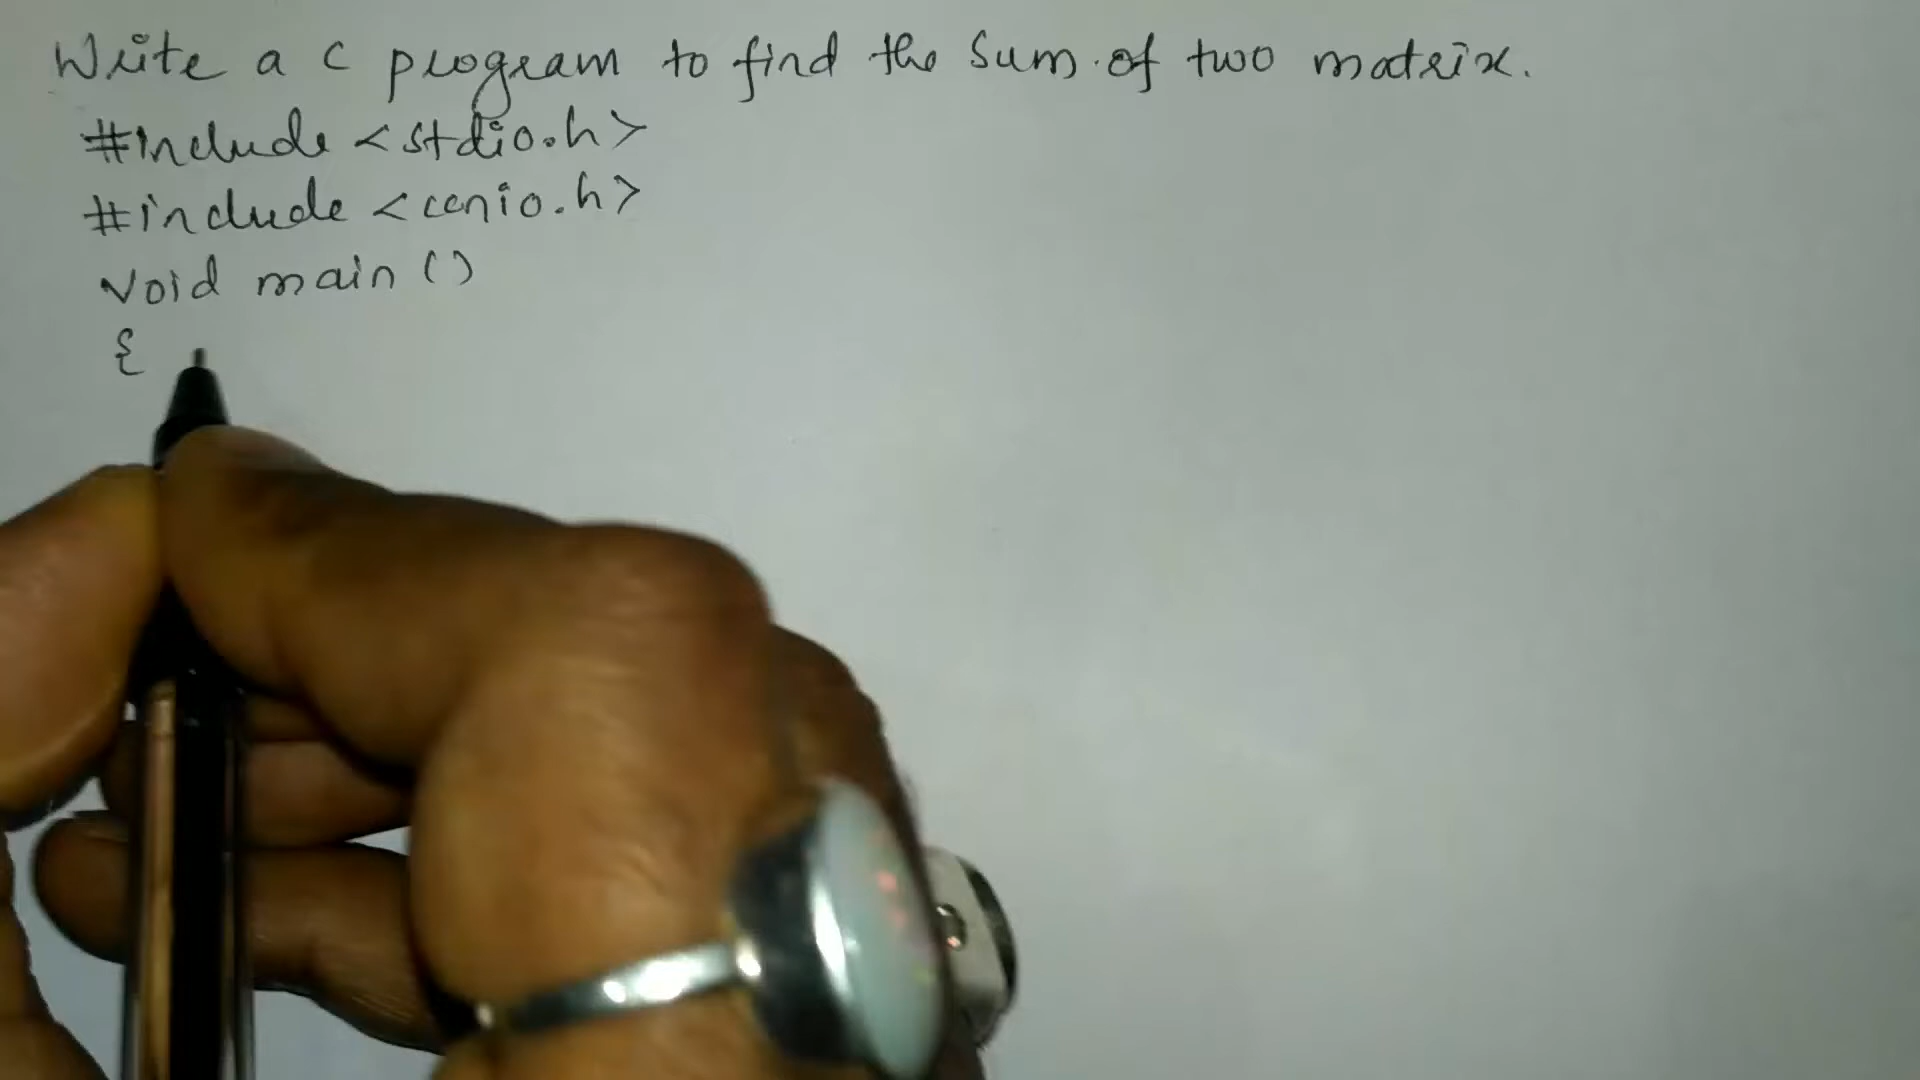 Write a c program to find the sum of two matrix.
#include <stdio.h>
#include <conio.h>
void main ()
{